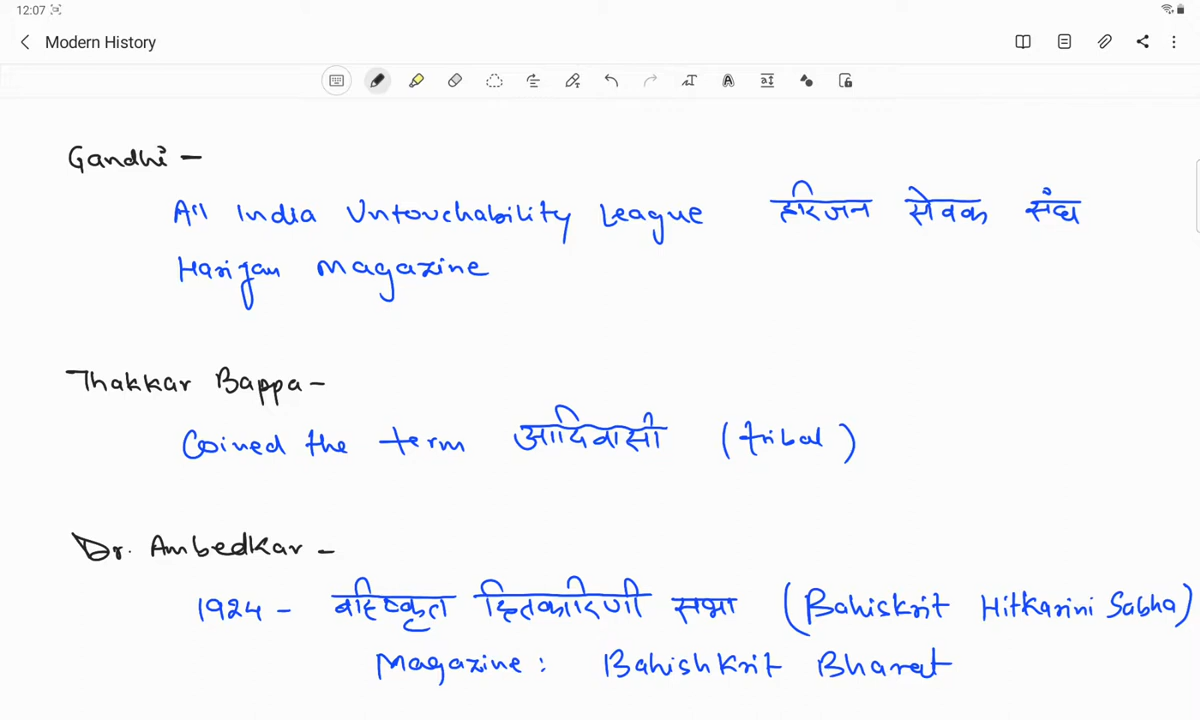 12:07
Modern History
Gandhi -
All India Untouchability League हरिजन सेवक संघ
Harijan Magazine
Thakkar Bappa -
Coined the term आदिवासी (tribal)
Dr. Ambedkar -
1924 - बहिष्कृत हितकारिणी सभा (Bahiskrit Hitkarini Sabha)
Magazine: Bahishkrit Bharat